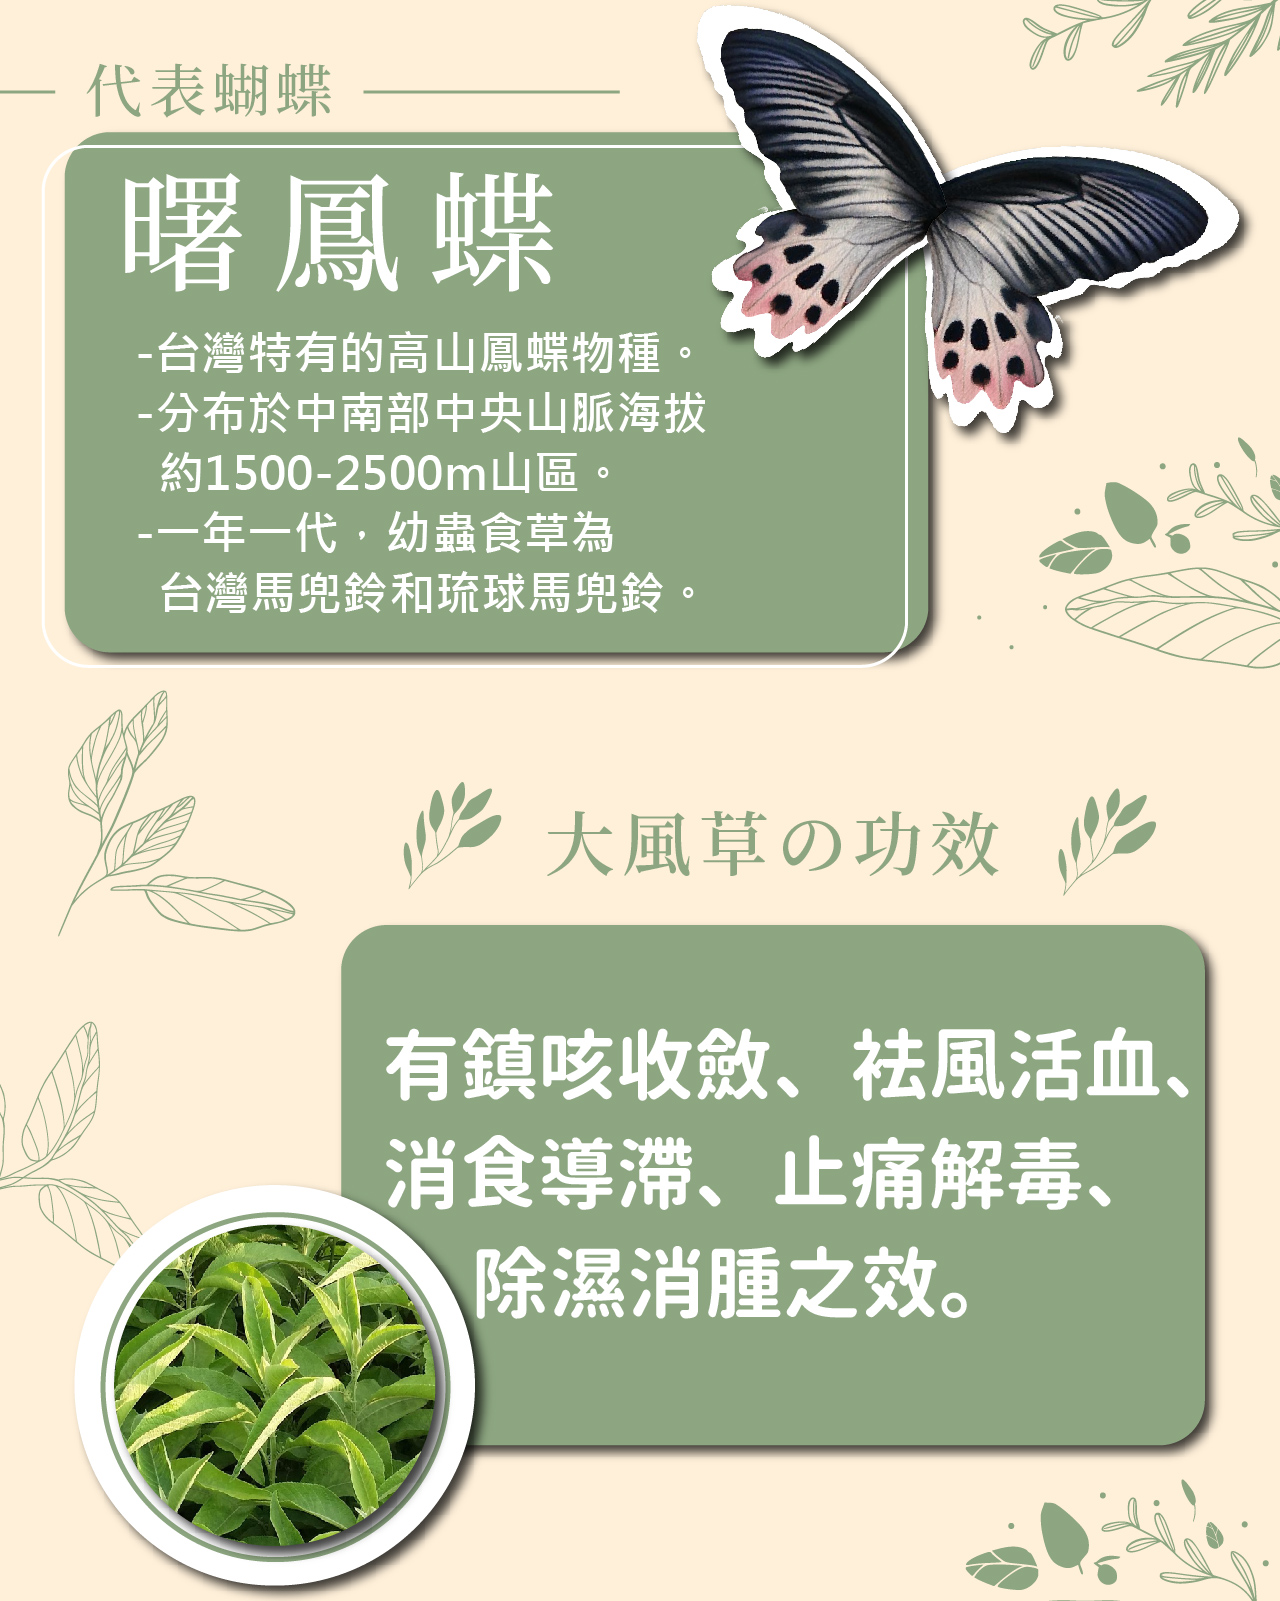 代表蝴蝶
曙鳳蝶
-台灣特有的高山鳳蝶物種。
-分布於中南部中央山脈海拔
約1500-2500m山區。
-一年一代，幼蟲食草為
台灣馬兜鈴和琉球馬兜鈴。
大風草の功效
有鎮咳收斂、祛風活血、
消食導滯、止痛解毒、
除濕消腫之效。